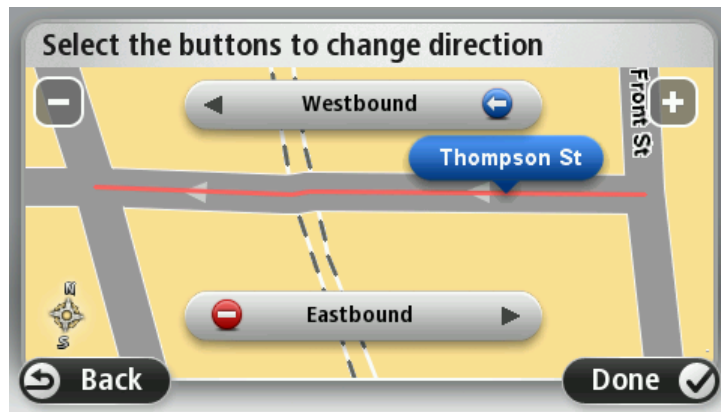 Select the buttons to change direction
Westbound
Front St
Thompson St
N
S
Eastbound
Back
Done